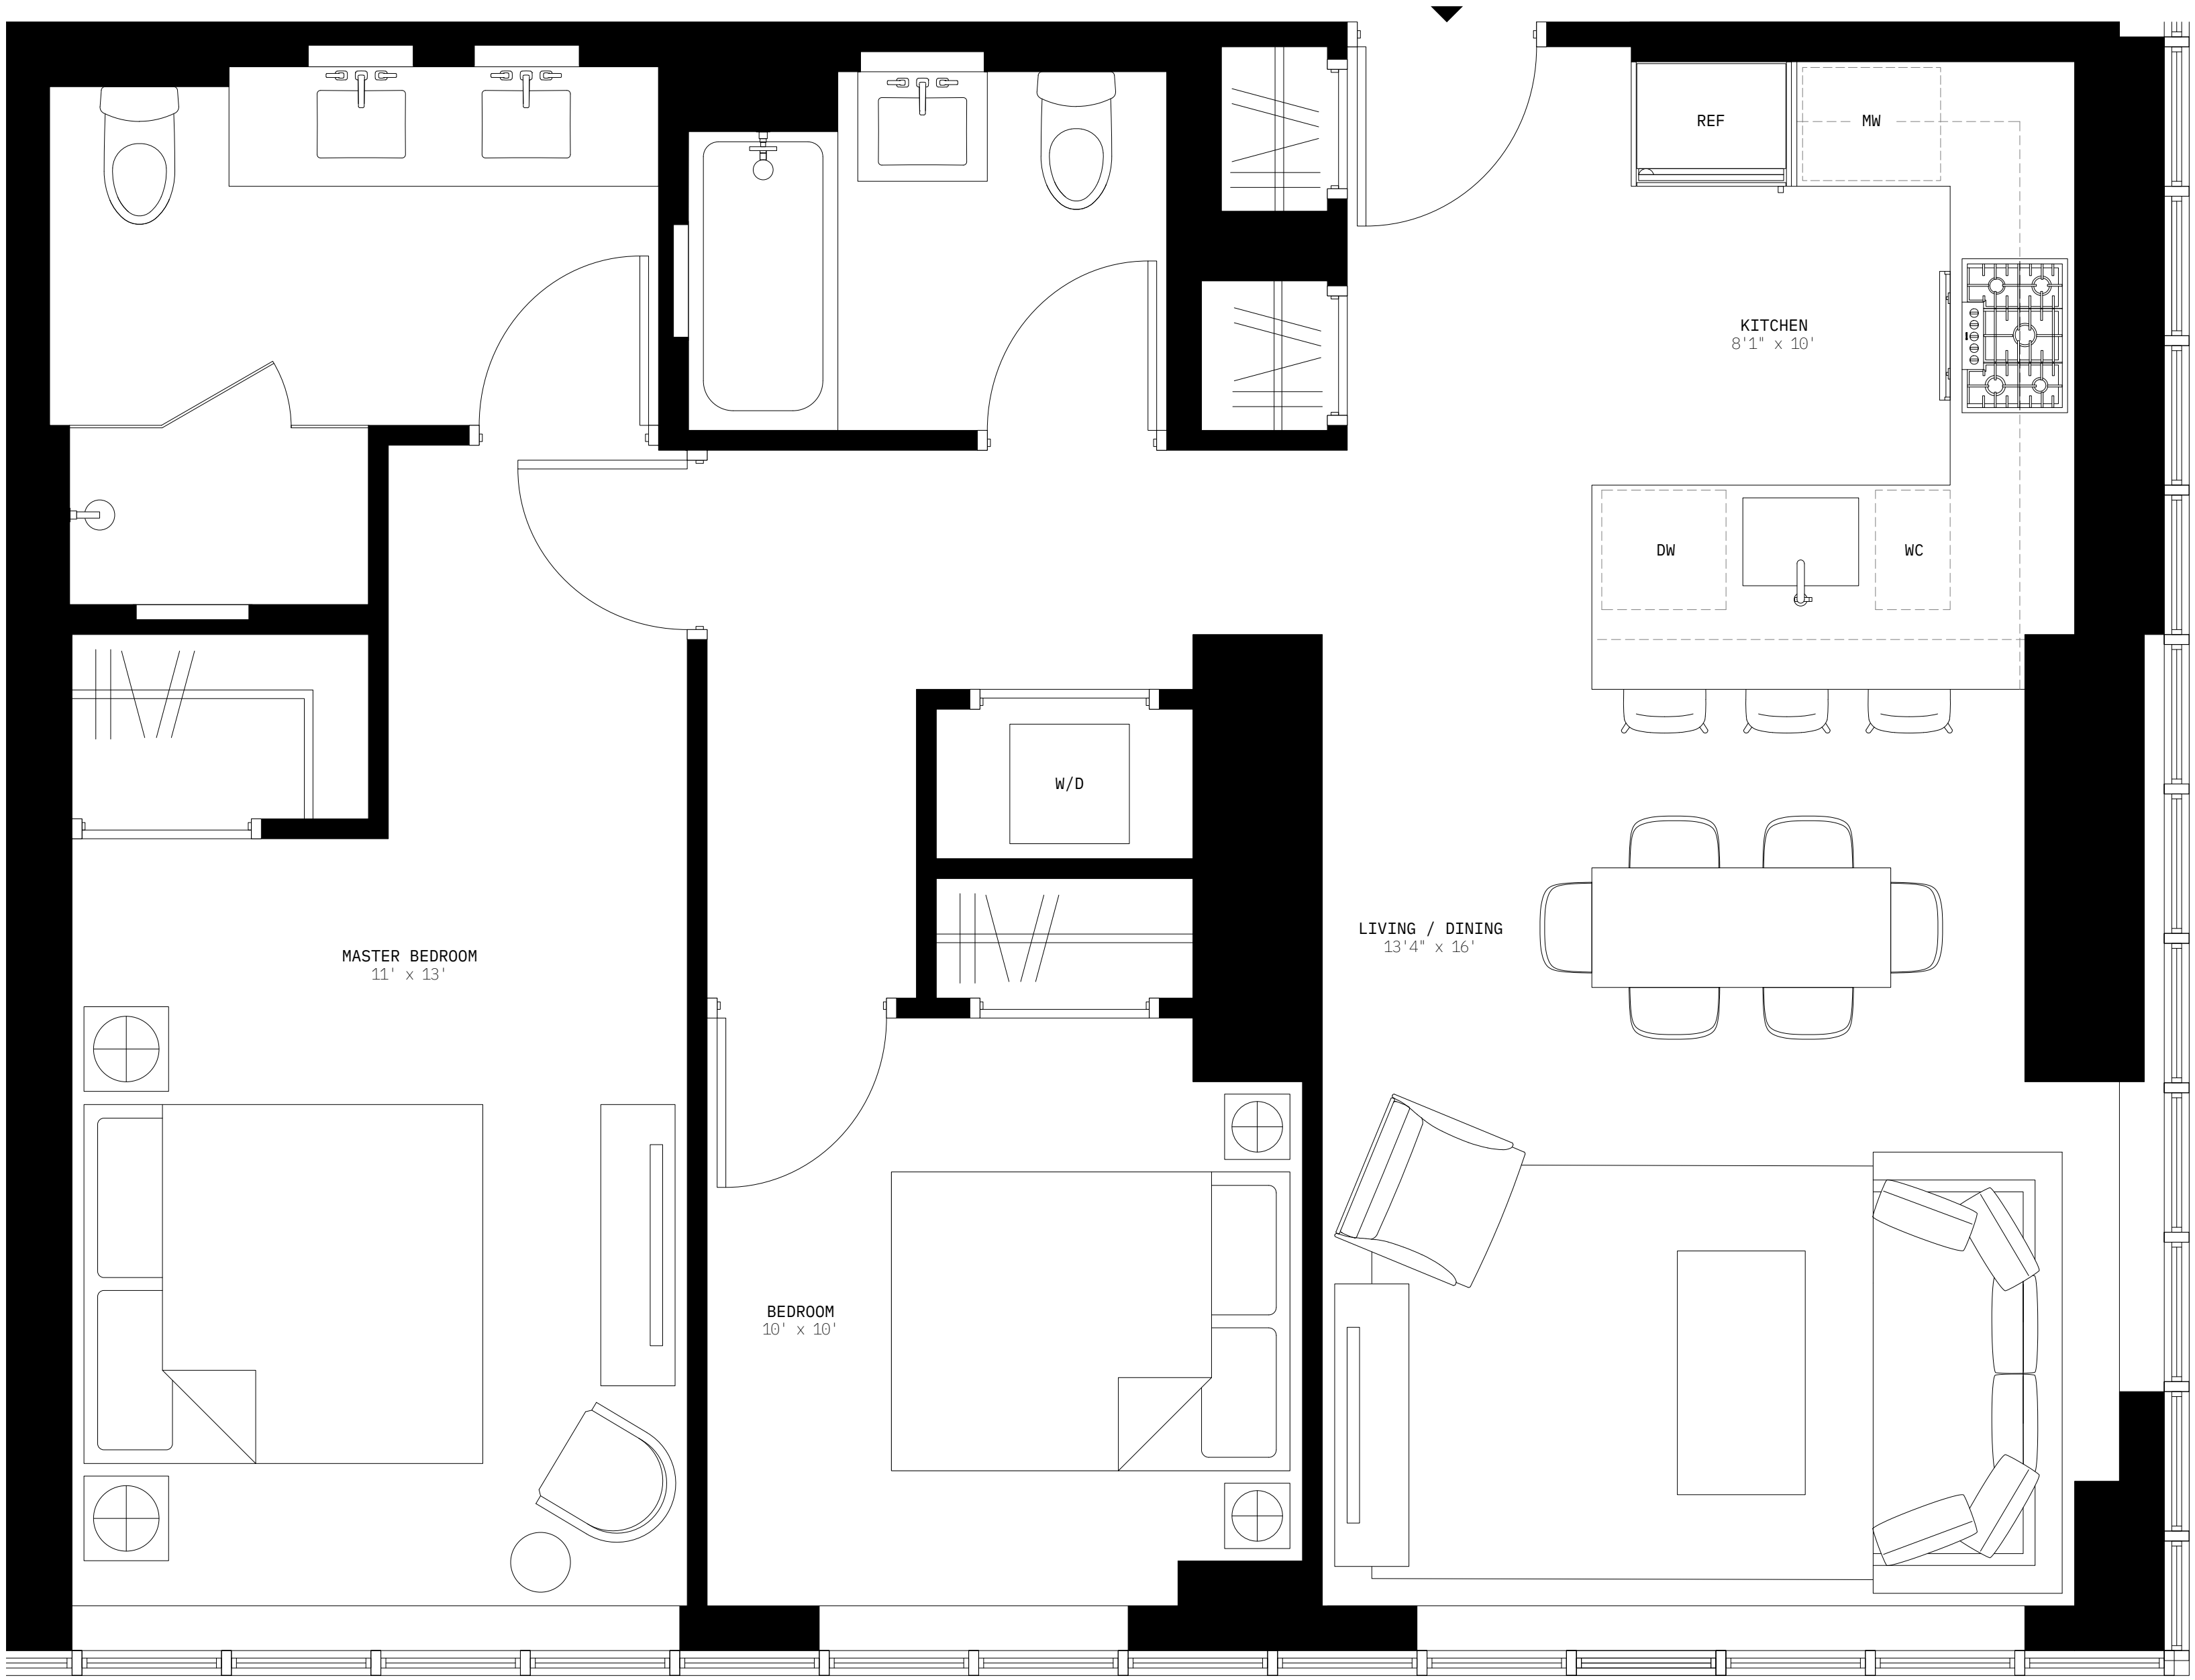 REF
MW
KITCHEN
8'1" x 10'
DW
WC
W/D
LIVING / DINING
13'4" x 16'
MASTER BEDROOM
11' x 13'
BEDROOM
10' x 10'